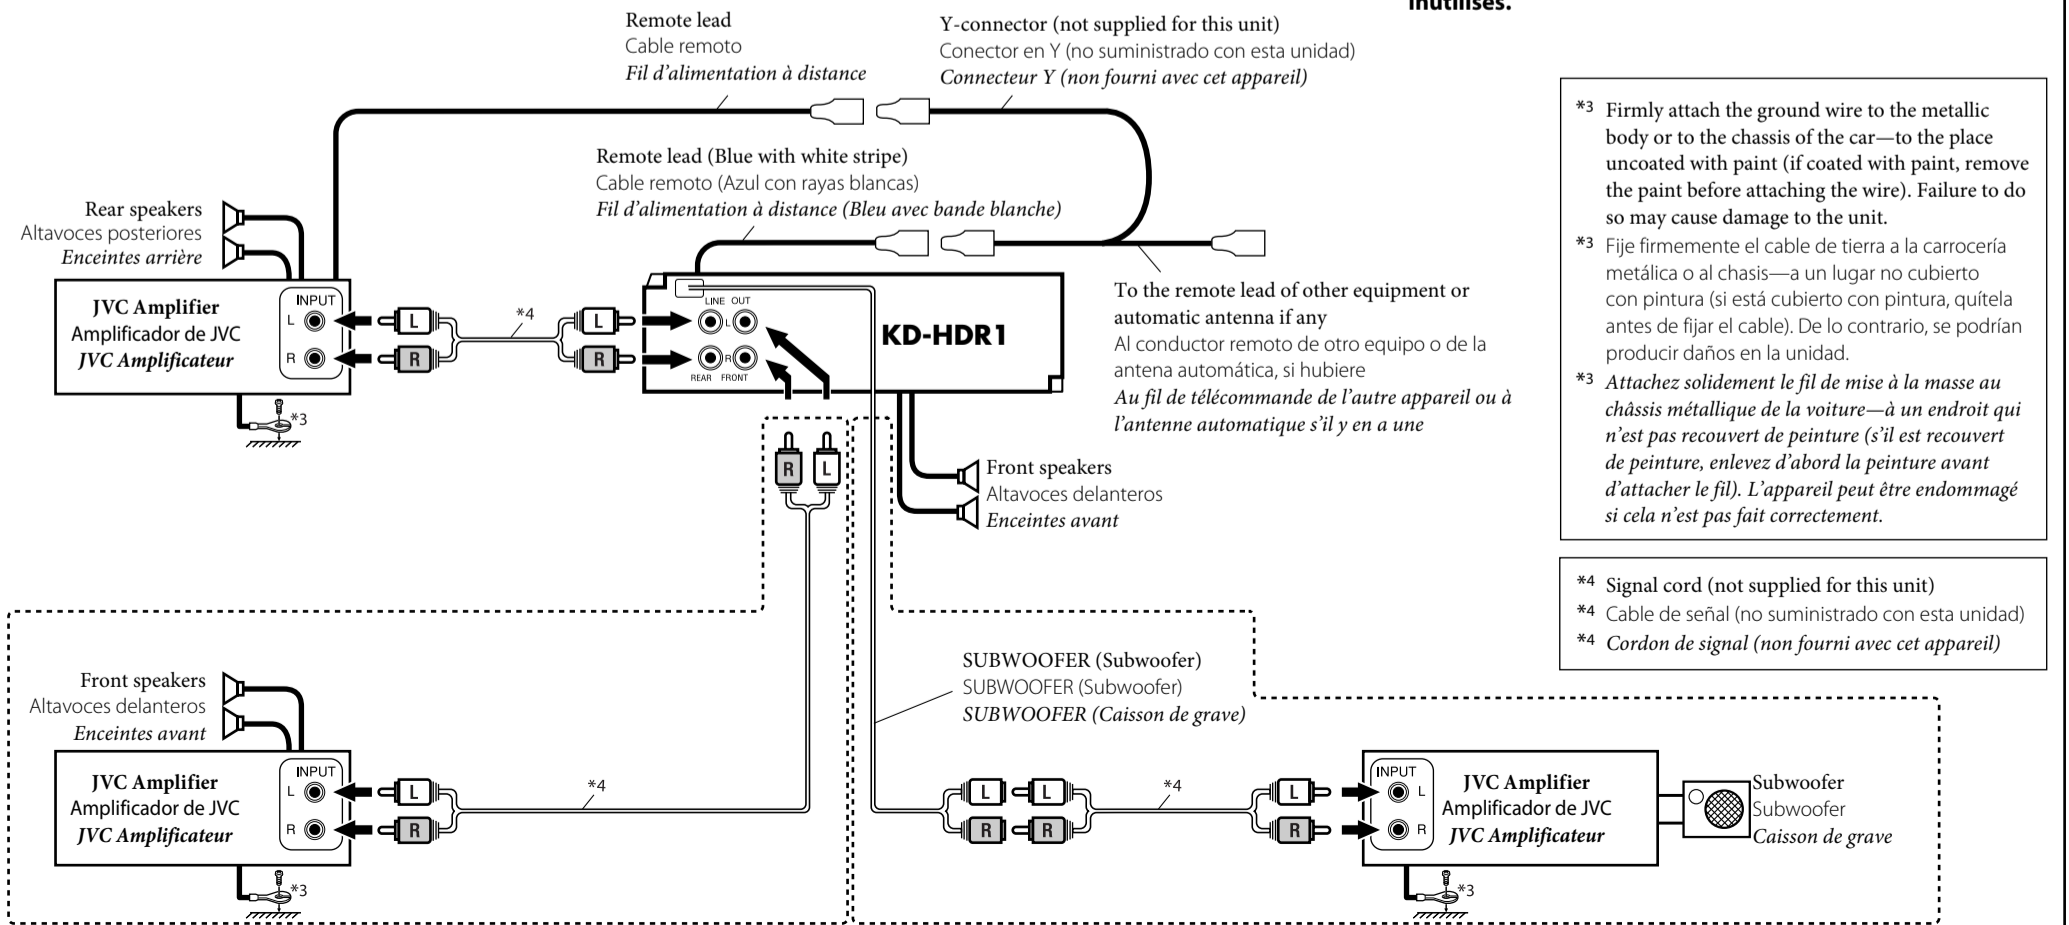 inutilisés.
Remote lead
Cable remoto
Fil d’alimentation à distance
Y-connector (not supplied for this unit)
Conector en Y (no suministrado con esta unidad)
Connecteur Y (non fourni avec cet appareil)
Remote lead (Blue with white stripe)
Cable remoto (Azul con rayas blancas)
Fil d’alimentation à distance (Bleu avec bande blanche)
Rear speakers
Altavoces posteriores
Enceintes arrière
JVC Amplifier
Amplificador de JVC
JVC Amplificateur
INPUT
L
R
L
R
*4
L
R
LINE OUT
L
R
REAR FRONT
KD-HDR1
*3
To the remote lead of other equipment or
automatic antenna if any
Al conductor remoto de otro equipo o de la
antena automática, si hubiere
Au fil de télécommande de l’autre appareil ou à
l’antenne automatique s’il y en a une
R L
Front speakers
Altavoces delanteros
Enceintes avant
*3 Firmly attach the ground wire to the metallic
body or to the chassis of the car—to the place
uncoated with paint (if coated with paint, remove
the paint before attaching the wire). Failure to do
so may cause damage to the unit.
*3 Fije firmemente el cable de tierra a la carrocería
metálica o al chasis—a un lugar no cubierto
con pintura (si está cubierto con pintura, quítela
antes de fijar el cable). De lo contrario, se podrían
producir daños en la unidad.
*3 Attachez solidement le fil de mise à la masse au
châssis métallique de la voiture—à un endroit qui
n’est pas recouvert de peinture (s’il est recouvert
de peinture, enlevez d’abord la peinture avant
d’attacher le fil). L’appareil peut être endommagé
si cela n’est pas fait correctement.
*4 Signal cord (not supplied for this unit)
*4 Cable de señal (no suministrado con esta unidad)
*4 Cordon de signal (non fourni avec cet appareil)
Front speakers
Altavoces delanteros
Enceintes avant
JVC Amplifier
Amplificador de JVC
JVC Amplificateur
INPUT
L
R
L
R
*4
*3
SUBWOOFER (Subwoofer)
SUBWOOFER (Subwoofer)
SUBWOOFER (Caisson de grave)
L L
R R
*4
L
R
INPUT
L
R
JVC Amplifier
Amplificador de JVC
JVC Amplificateur
Subwoofer
Subwoofer
Caisson de grave
*3